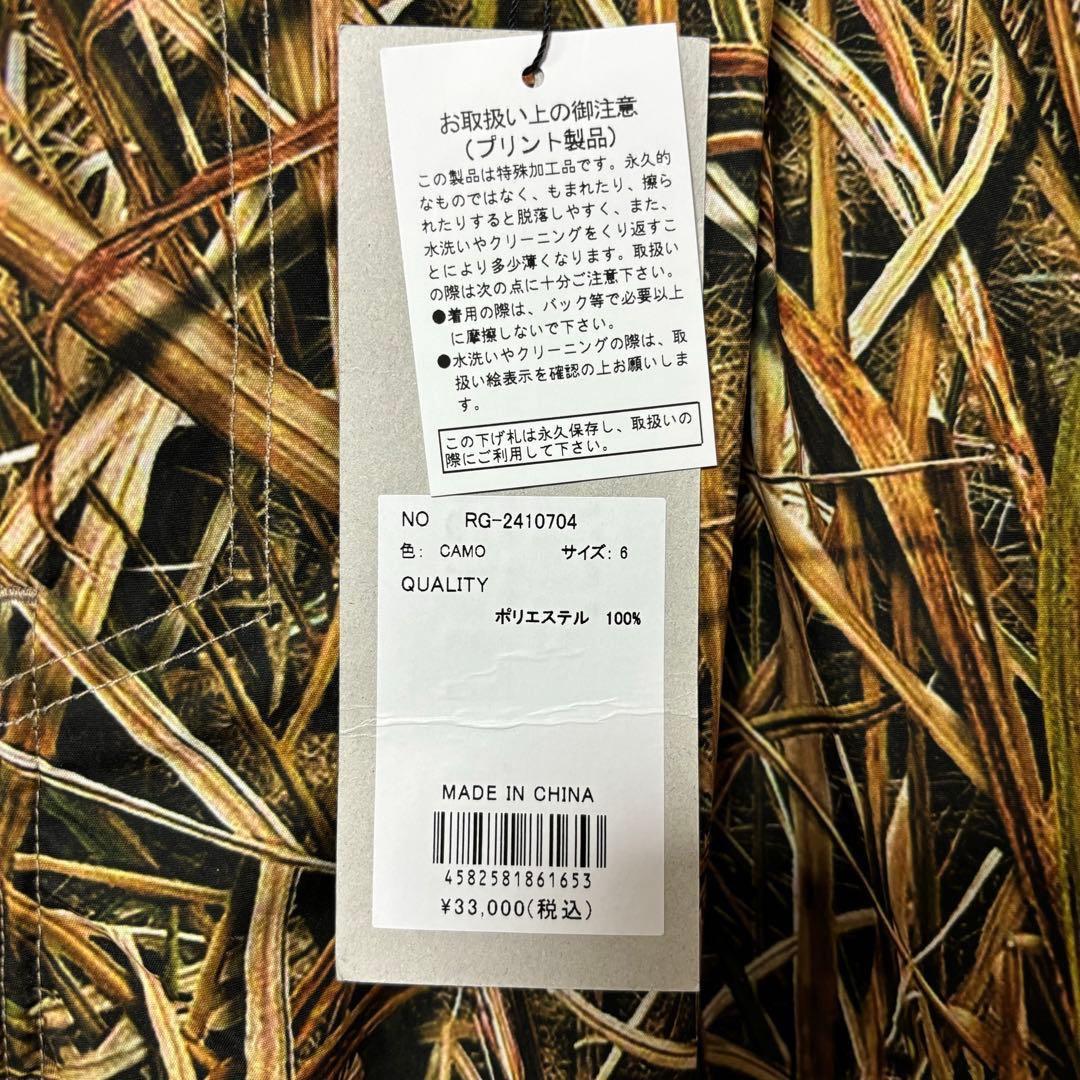 お取扱い上の御注意
（プリント製品）
この製品は特殊加工品です。永久的
なものではなく、もまれたり、擦ら
れたりすると脱落しやすく、また、
水洗いやクリーニングをくり返すこ
とにより多少薄くなります。取扱い
の際は次の点に十分ご注意下さい。
●着用の際は、バック等で必要以上
に摩擦しないで下さい。
●水洗いやクリーニングの際は、取
扱い絵表示を確認の上お願いしま
す。
この下げ札は永久保存し、取扱いの
際にご利用して下さい。
NO RG-2410704
色: CAMO サイズ: 6
QUALITY
ポリエステル 100%
MADE IN CHINA
4582581861653
¥33,000(税込)